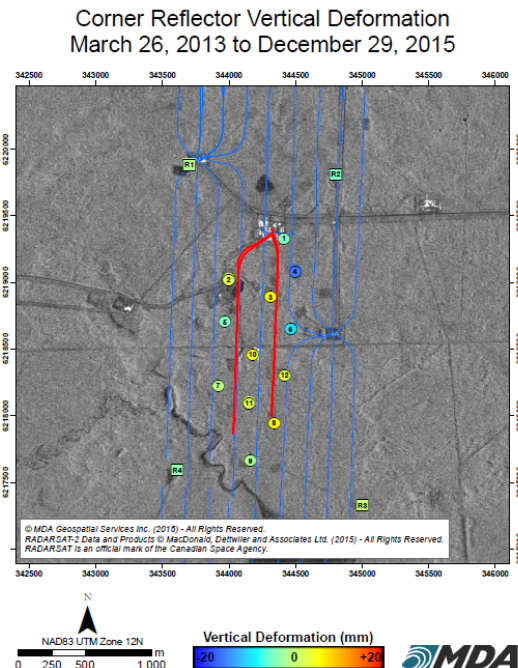 Corner Reflector Vertical Deformation
March 26, 2013 to December 29, 2015
342500 343000 343500 344000 344500 345000 345500 346000
6220000
R1
R2
6219500
1
4
6219000
2
3
5
6
6218500
10
12
7
11
6218000
8
9
R4
6217500
R3
© MDA Geospatial Services Inc. (2015) - All Rights Reserved.
RADARSAT-2 Data and Products © MacDonald, Dettwiler and Associates Ltd. (2015) - All Rights Reserved.
RADARSAT is an official mark of the Canadian Space Agency.
342500 343000 343500 344000 344500 345000 345500 346000
N
NAD83 UTM Zone 12N
m
0 250 500 1,000
Vertical Deformation (mm)
-20 0 +20
MDA